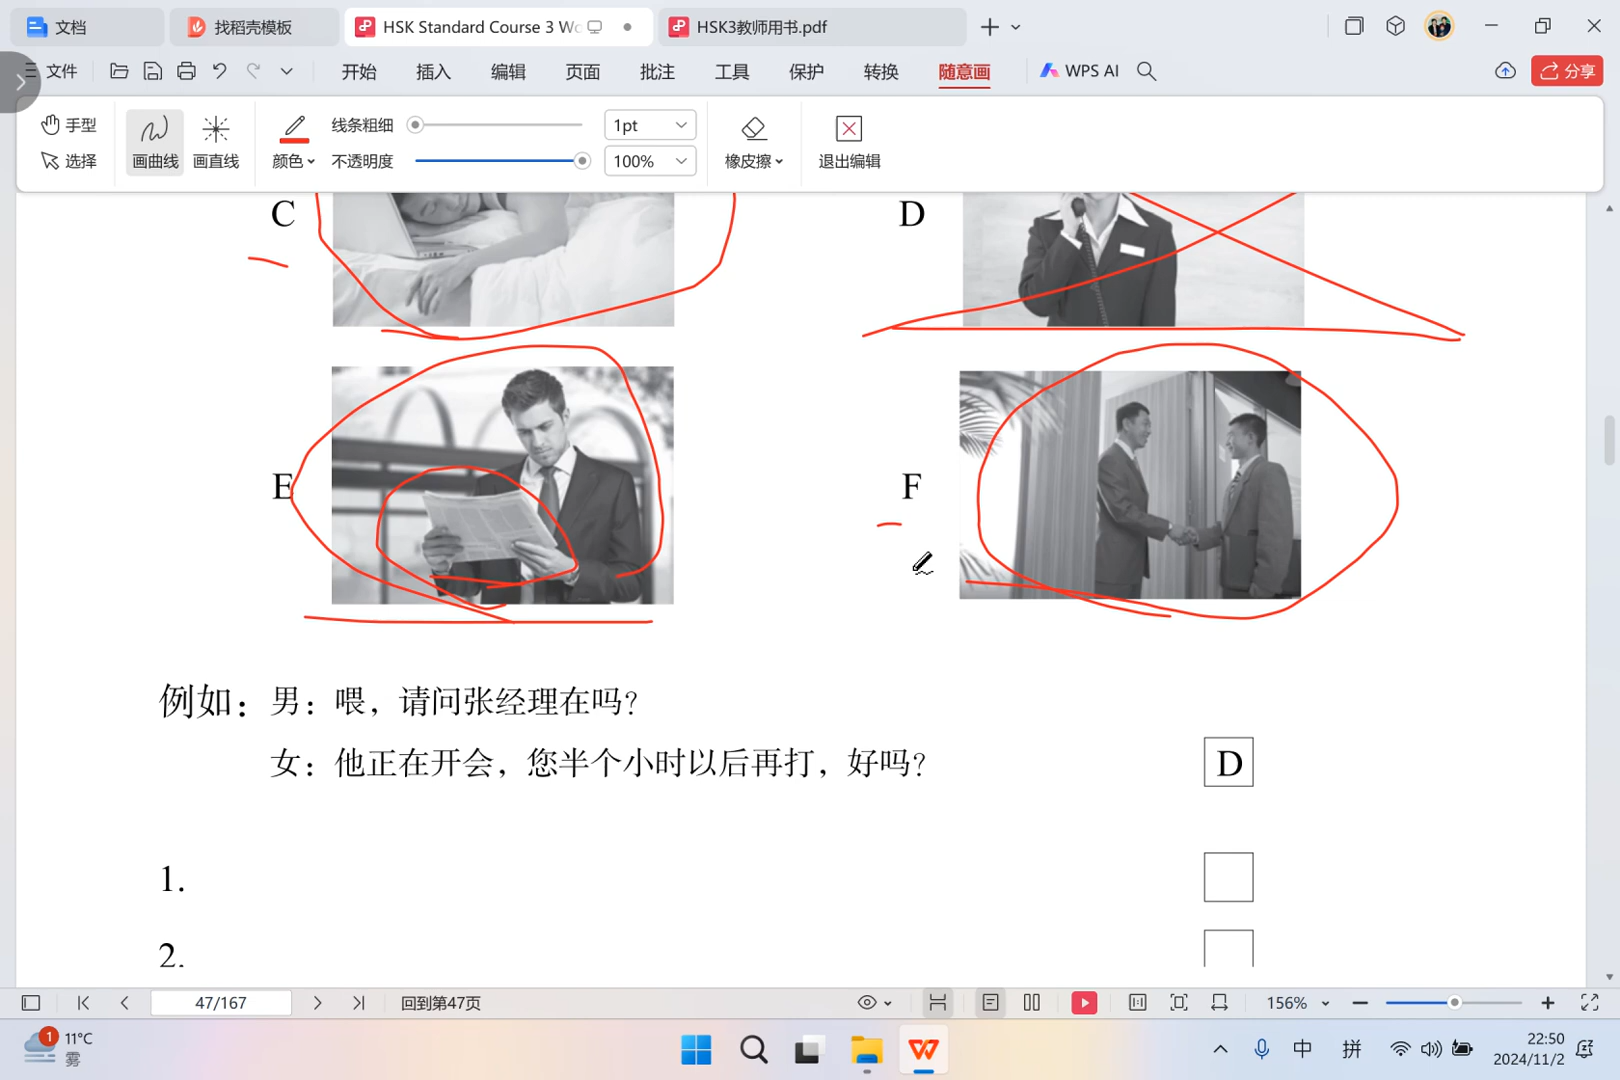 文档
找稻壳模板
HSK Standard Course 3 Wo
HSK3教师用书.pdf
文件
开始
插入
编辑
页面
批注
工具
保护
转换
随意画
WPS AI
分享
手型
选择
画曲线
画直线
颜色
线条粗细
1pt
不透明度
100%
橡皮擦
退出编辑
C
D
E
F
例如：男：喂，请问张经理在吗？
女：他正在开会，您半个小时以后再打，好吗？
D
1.
2.
47/167
回到第47页
156%
1
11°C
雾
中
拼
22:50
2024/11/2